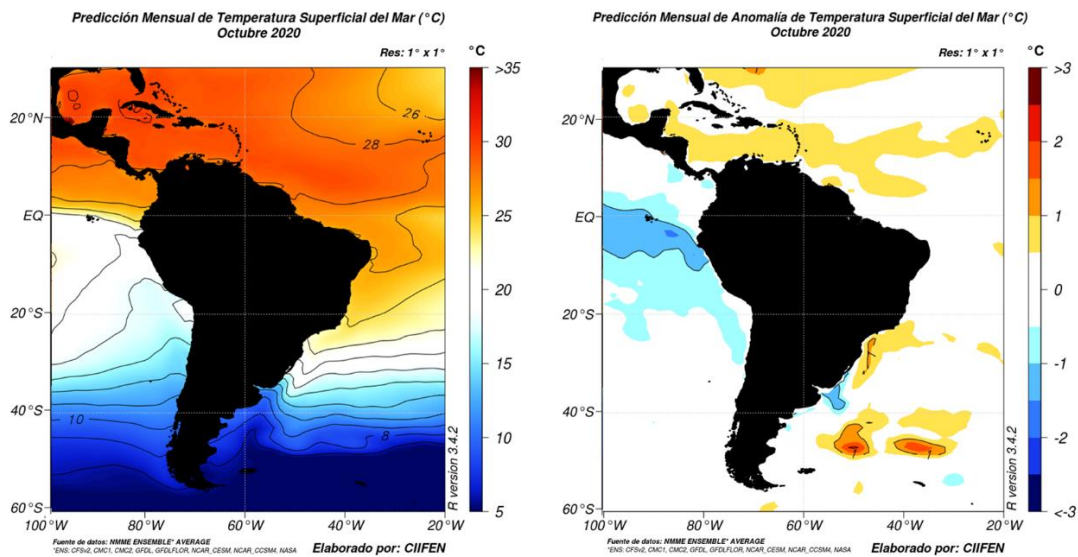 Predicción Mensual de Temperatura Superficial del Mar (°C)
Octubre 2020
Res: 1° x 1°
°C
>35
30
25
20
15
10
5
20°N
EQ
20°S
40°S
60°S
100°W
80°W
60°W
40°W
20°W
26
28
10
8
R version 3.4.2
Fuente de datos: NMME ENSEMBLE* AVERAGE
*ENS: CFSv2, CMC1, CMC2, GFDL, GFDLFLOR, NCAR_CESM, NCAR_CCSM4, NASA
Elaborado por: CIIFEN
Predicción Mensual de Anomalía de Temperatura Superficial del Mar (°C)
Octubre 2020
Res: 1° x 1°
°C
>3
2
1
0
-1
-2
<-3
20°N
EQ
20°S
40°S
60°S
100°W
80°W
60°W
40°W
20°W
R version 3.4.2
Fuente de datos: NMME ENSEMBLE* AVERAGE
*ENS: CFSv2, CMC1, CMC2, GFDL, GFDLFLOR, NCAR_CESM, NCAR_CCSM4, NASA
Elaborado por: CIIFEN